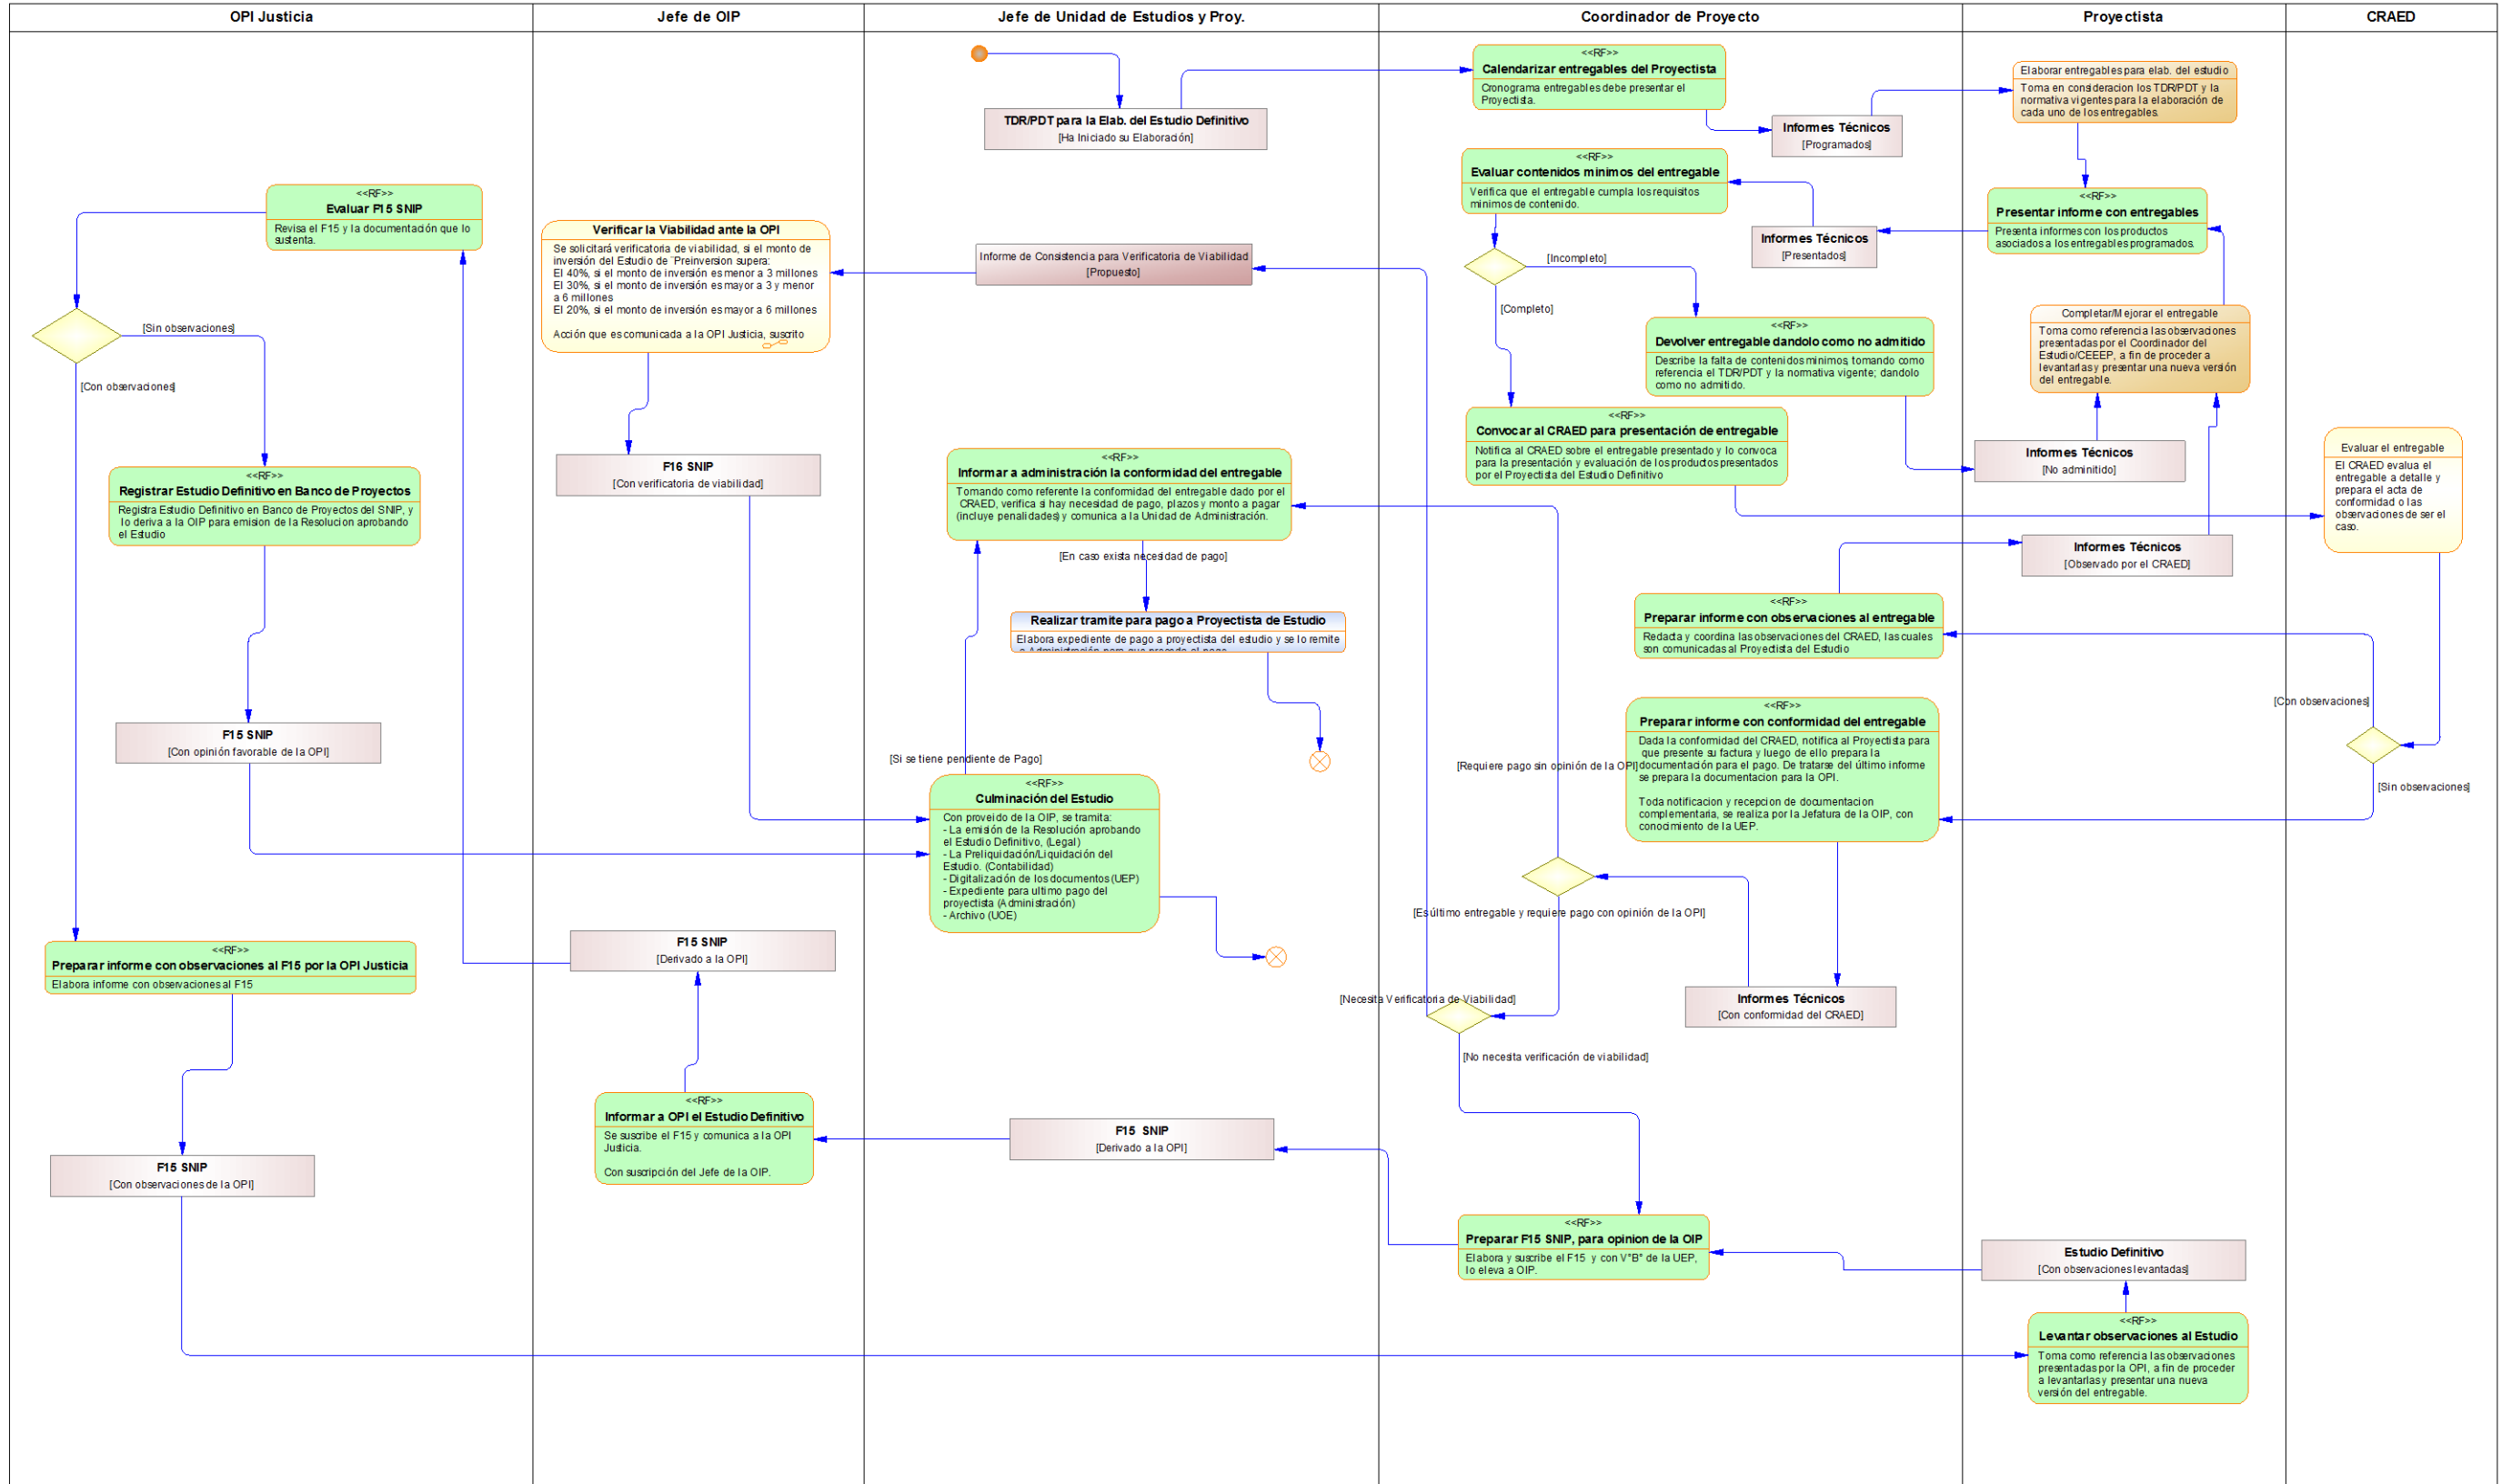 OPI Justicia
Jefe de OIP
Jefe de Unidad de Estudios y Proy.
Coordinador de Proyecto
Proyectista
CRAED
<<RF>>
Evaluar F15 SNIP
Revisa el F15 y la documentación que lo
sustenta.
[Sin observaciones]
[Con observaciones]
<<RF>>
Registrar Estudio Definitivo en Banco de Proyectos
Registra Estudio Definitivo en Banco de Proyectos del SNIP, y
lo deriva a la OIP para emision de la Resolucion aprobando
el Estudio
F15 SNIP
[Con opinión favorable de la OPI]
<<RF>>
Preparar informe con observaciones al F15 por la OPI Justicia
Elabora informe con observaciones al F15
F15 SNIP
[Con observaciones de la OPI]
Verificar la Viabilidad ante la OPI
Se solicitará verificatoria de viabilidad, si el monto de
inversión del Estudio de ¨Preinversion supera:
El 40%, si el monto de inversión es menor a 3 millones
El 30%, si el monto de inversión es mayor a 3 y menor
a 6 millones
El 20%, si el monto de inversión es mayor a 6 millones
Acción que es comunicada a la OPI Justicia, suscrito
F16 SNIP
[Con verificatoria de viabilidad]
F15 SNIP
[Derivado a la OPI]
<<RF>>
Informar a OPI el Estudio Definitivo
Se suscribe el F15 y comunica a la OPI
Justicia.
Con suscripción del Jefe de la OIP.
TDR/PDT para la Elab. del Estudio Definitivo
[Ha Iniciado su Elaboración]
Informe de Consistencia para Verificatoria de Viabilidad
[Propuesto]
<<RF>>
Informar a administración la conformidad del entregable
Tomando como referente la conformidad del entregable dado por el
CRAED, verifica si hay necesidad de pago, plazos y monto a pagar
(incluye penalidades) y comunica a la Unidad de Administración.
[En caso exista necesidad de pago]
Realizar tramite para pago a Proyectista de Estudio
Elabora expediente de pago a proyectista del estudio y se lo remite
a Administración para que proceda el pago
[Si se tiene pendiente de Pago]
<<RF>>
Culminación del Estudio
Con proveido de la OIP, se tramita:
- La emisión de la Resolución aprobando
el Estudio Definitivo, (Legal)
- La Preliquidación/Liquidación del
Estudio. (Contabilidad)
- Digitalización de los documentos (UEP)
- Expediente para ultimo pago del
proyectista (Administración)
- Archivo (UOE)
F15  SNIP
[Derivado a la OPI]
<<RF>>
Calendarizar entregables del Proyectista
Cronograma entregables debe presentar el
Proyectista.
Informes Técnicos
[Programados]
<<RF>>
Evaluar contenidos minimos del entregable
Verifica que el entregable cumpla los requisitos
minimos de contenido.
Informes Técnicos
[Presentados]
[Incompleto]
[Completo]
<<RF>>
Devolver entregable dandolo como no admitido
Describe la falta de contenidos minimos, tomando como
referencia el TDR/PDT y la normativa vigente; dandolo
como no admitido.
<<RF>>
Convocar al CRAED para presentación de entregable
Notifica al CRAED sobre el entregable presentado y lo convoca
para la presentación y evaluación de los productos presentados
por el Proyectista del Estudio Definitivo
<<RF>>
Preparar informe con observaciones al entregable
Redacta y coordina las observaciones del CRAED, las cuales
son comunicadas al Proyectista del Estudio
<<RF>>
Preparar informe con conformidad del entregable
Dada la conformidad del CRAED, notifica al Proyectista para
que presente su factura y luego de ello prepara la
documentación para el pago. De tratarse del último informe
se prepara la documentacion para la OPI.
Toda notificacion y recepcion de documentacion
complementaria, se realiza por la Jefatura de la OIP, con
conocimiento de la UEP.
[Requiere pago sin opinión de la OPI]
[Es último entregable y requiere pago con opinión de la OPI]
Informes Técnicos
[Con conformidad del CRAED]
[Necesita Verificatoria de Viabilidad]
[No necesita verificación de viabilidad]
<<RF>>
Preparar F15 SNIP, para opinion de la OIP
Elabora y suscribe el F15  y con V°B° de la UEP,
lo eleva a OIP.
Elaborar entregables para elab. del estudio
Toma en consideracion los TDR/PDT y la
normativa vigentes para la elaboración de
cada uno de los entregables.
<<RF>>
Presentar informe con entregables
Presenta informes con los productos
asociados a los entregables programados.
Completar/Mejorar el entregable
Toma como referencia las observaciones
presentadas por el Coordinador del
Estudio/CEEEP, a fin de proceder a
levantarlas y presentar una nueva versión
del entregable.
Informes Técnicos
[No adminitido]
Informes Técnicos
[Observado por el CRAED]
Estudio Definitivo
[Con observaciones levantadas]
<<RF>>
Levantar observaciones al Estudio
Toma como referencia las observaciones
presentadas por la OPI, a fin de proceder
a levantarlas y presentar una nueva
versión del entregable.
Evaluar el entregable
El CRAED evalua el
entregable a detalle y
prepara el acta de
conformidad o las
observaciones de ser el
caso.
[Con observaciones]
[Sin observaciones]